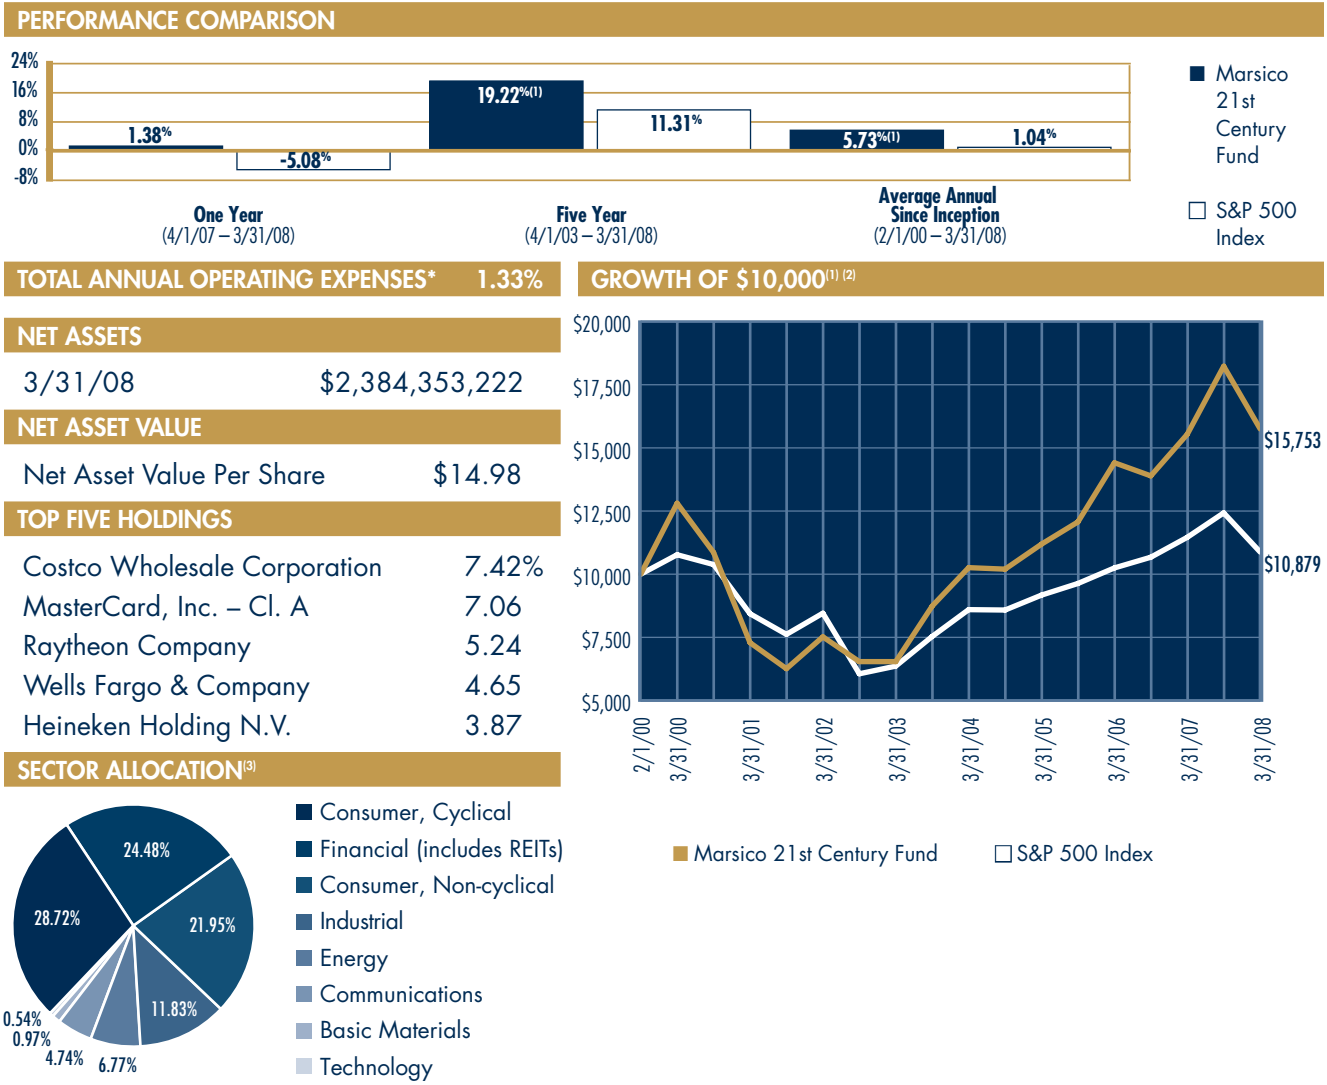 PERFORMANCE COMPARISON
24%
16%
8%
0%
-8%
1.38%
-5.08%
19.22%(1)
11.31%
5.73%(1)
1.04%
One Year
(4/1/07 – 3/31/08)
Five Year
(4/1/03 – 3/31/08)
Average Annual
Since Inception
(2/1/00 – 3/31/08)
Marsico
21st
Century
Fund
S&P 500
Index
TOTAL ANNUAL OPERATING EXPENSES* 1.33%
NET ASSETS
3/31/08 $2,384,353,222
NET ASSET VALUE
Net Asset Value Per Share $14.98
TOP FIVE HOLDINGS
Costco Wholesale Corporation 7.42%
MasterCard, Inc. – Cl. A 7.06
Raytheon Company 5.24
Wells Fargo & Company 4.65
Heineken Holding N.V. 3.87
SECTOR ALLOCATION(3)
24.48%
28.72%
21.95%
11.83%
0.54%
0.97%
4.74%
6.77%
Consumer, Cyclical
Financial (includes REITs)
Consumer, Non-cyclical
Industrial
Energy
Communications
Basic Materials
Technology
GROWTH OF $10,000(1) (2)
$20,000
$17,500
$15,000
$12,500
$10,000
$7,500
$5,000
$15,753
$10,879
2/1/00
3/31/00
3/31/01
3/31/02
3/31/03
3/31/04
3/31/05
3/31/06
3/31/07
3/31/08
Marsico 21st Century Fund
S&P 500 Index